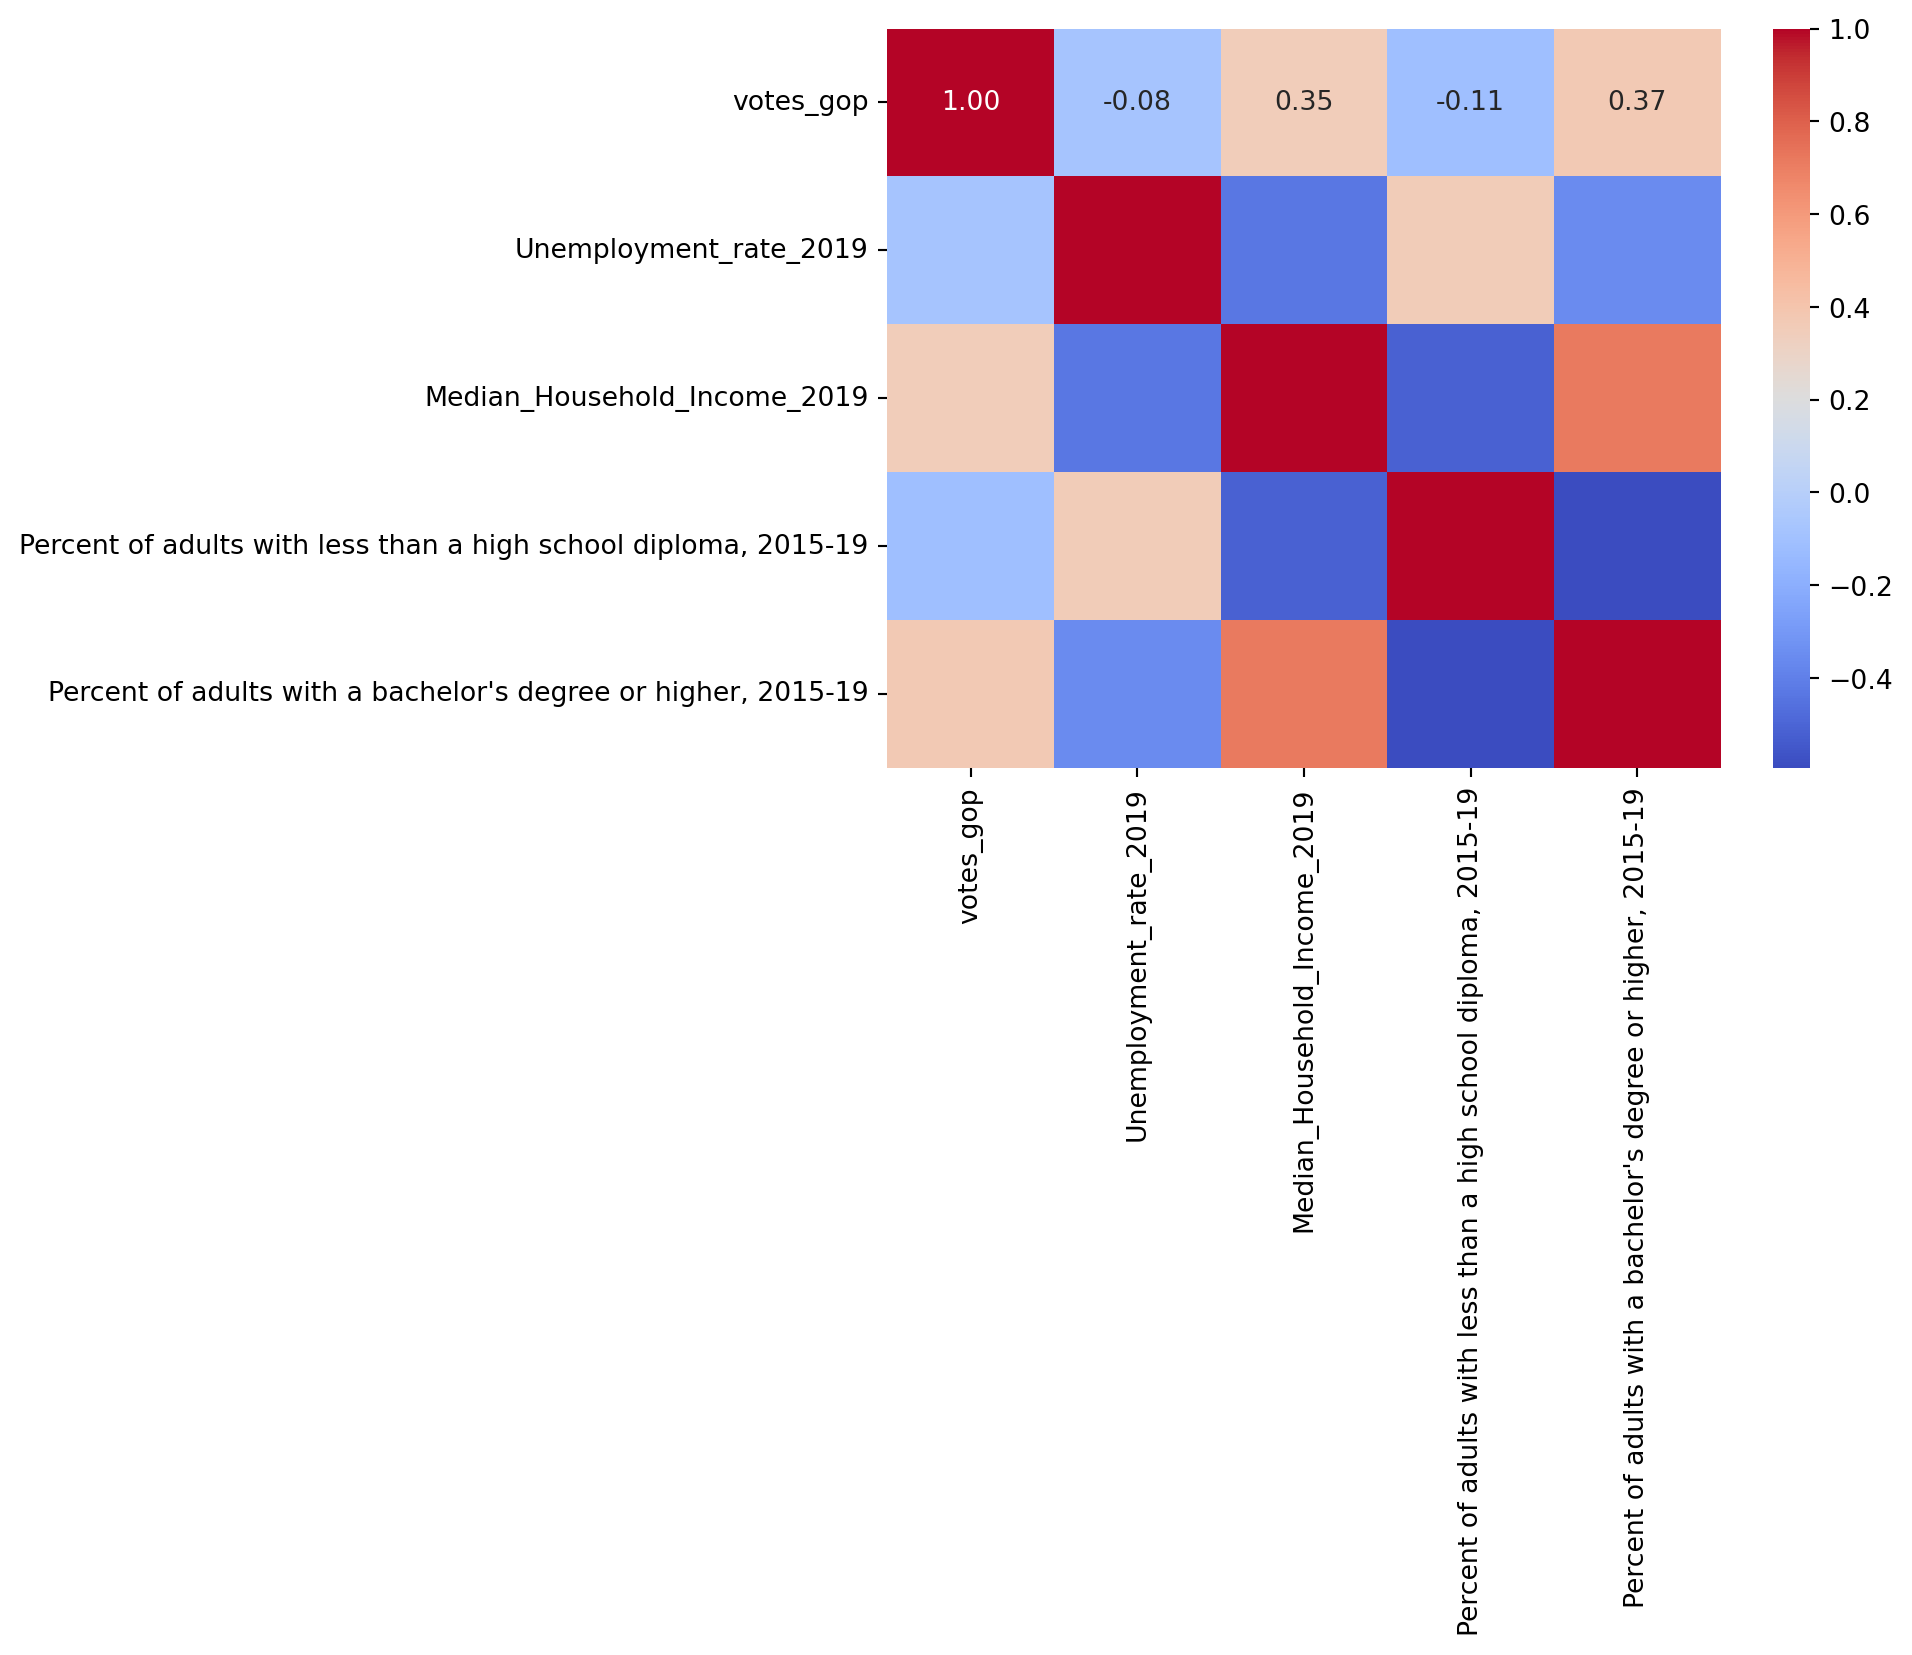 votes_gop
1.00 -0.08 0.35 -0.11 0.37
Unemployment_rate_2019
Median_Household_Income_2019
Percent of adults with less than a high school diploma, 2015-19
Percent of adults with a bachelor's degree or higher, 2015-19
votes_gop
Unemployment_rate_2019
Median_Household_Income_2019
Percent of adults with less than a high school diploma, 2015-19
Percent of adults with a bachelor's degree or higher, 2015-19
1.0
0.8
0.6
0.4
0.2
0.0
−0.2
−0.4